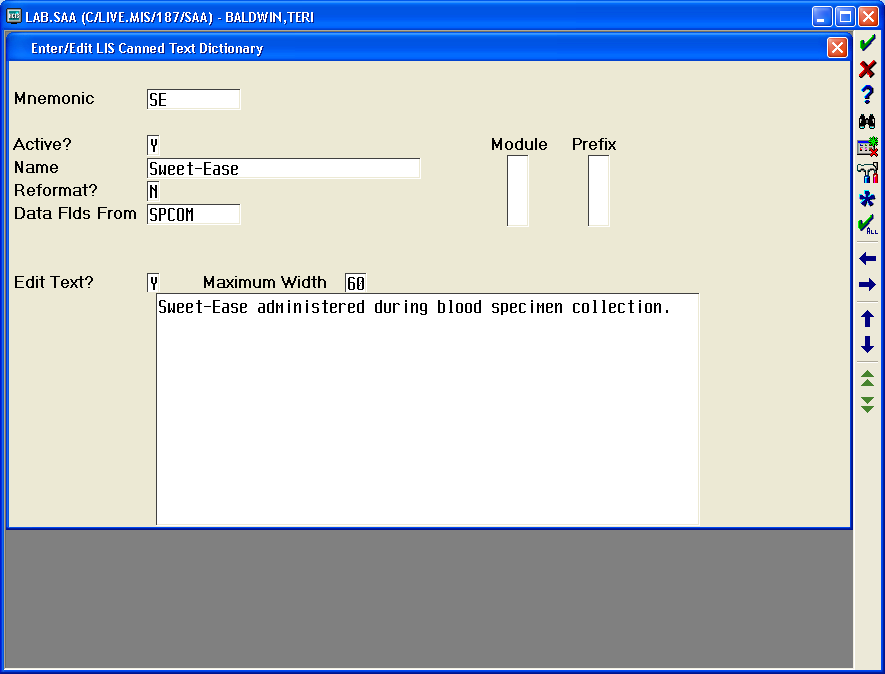 LAB.SAA (C/LIVE.MIS/187/SAA) - BALDWIN,TERI
Enter/Edit LIS Canned Text Dictionary
Mnemonic SE
Active? Y Module Prefix
Name Sweet-Ease
Reformat? N
Data Flds From SPCOM
Edit Text? Y Maximum Width 60
Sweet-Ease administered during blood specimen collection.
ALL